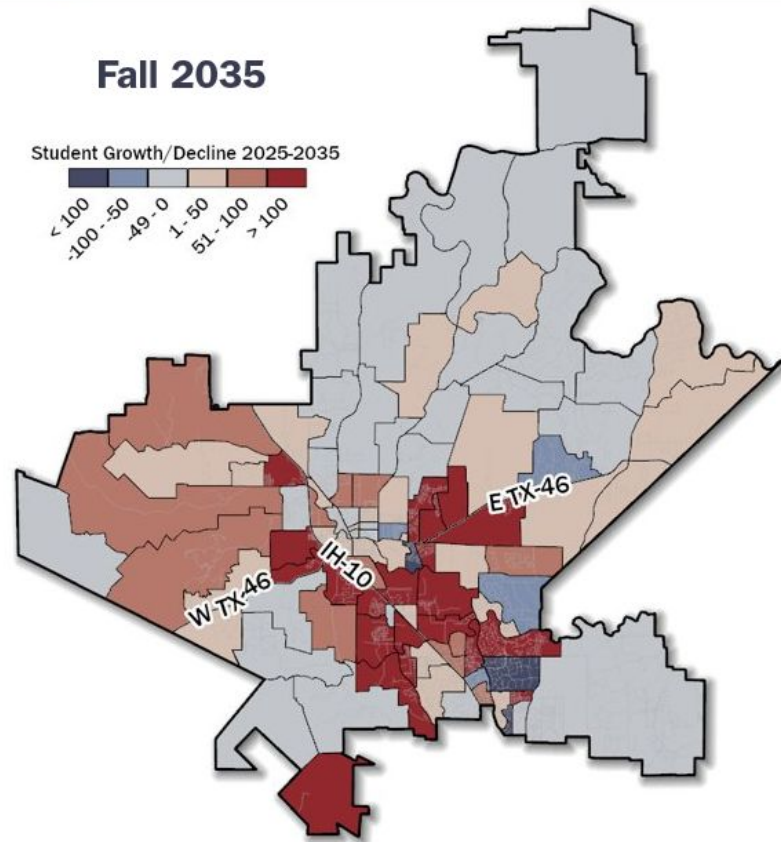 Fall 2035
Student Growth/Decline 2025-2035
< 100
-100 - -50
-49 - 0
1 - 50
51 - 100
> 100
E TX-46
IH-10
W TX-46